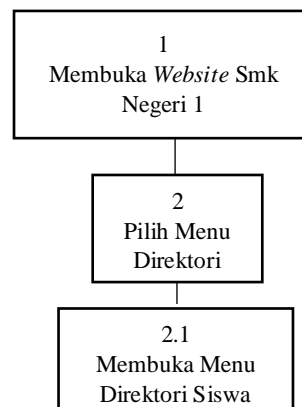 1
Membuka Website Smk
Negeri 1
2
Pilih Menu
Direktori
2.1
Membuka Menu
Direktori Siswa